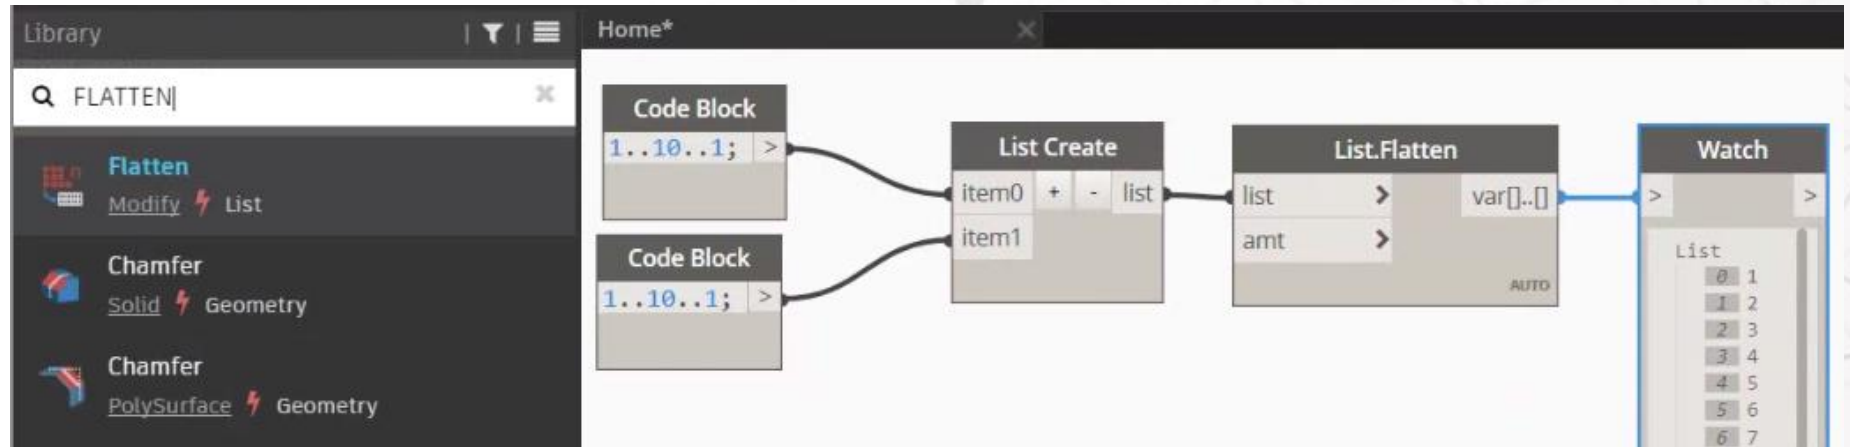 Library
FLATTEN
Flatten
Modify List
Chamfer
Solid Geometry
Chamfer
PolySurface Geometry
Home*
Code Block
1..10..1; >
Code Block
1..10..1; >
List Create
item0 + - list
item1
List.Flatten
list > var[]..[]
amt >
AUTO
Watch
> >
List
0 1
1 2
2 3
3 4
4 5
5 6
6 7